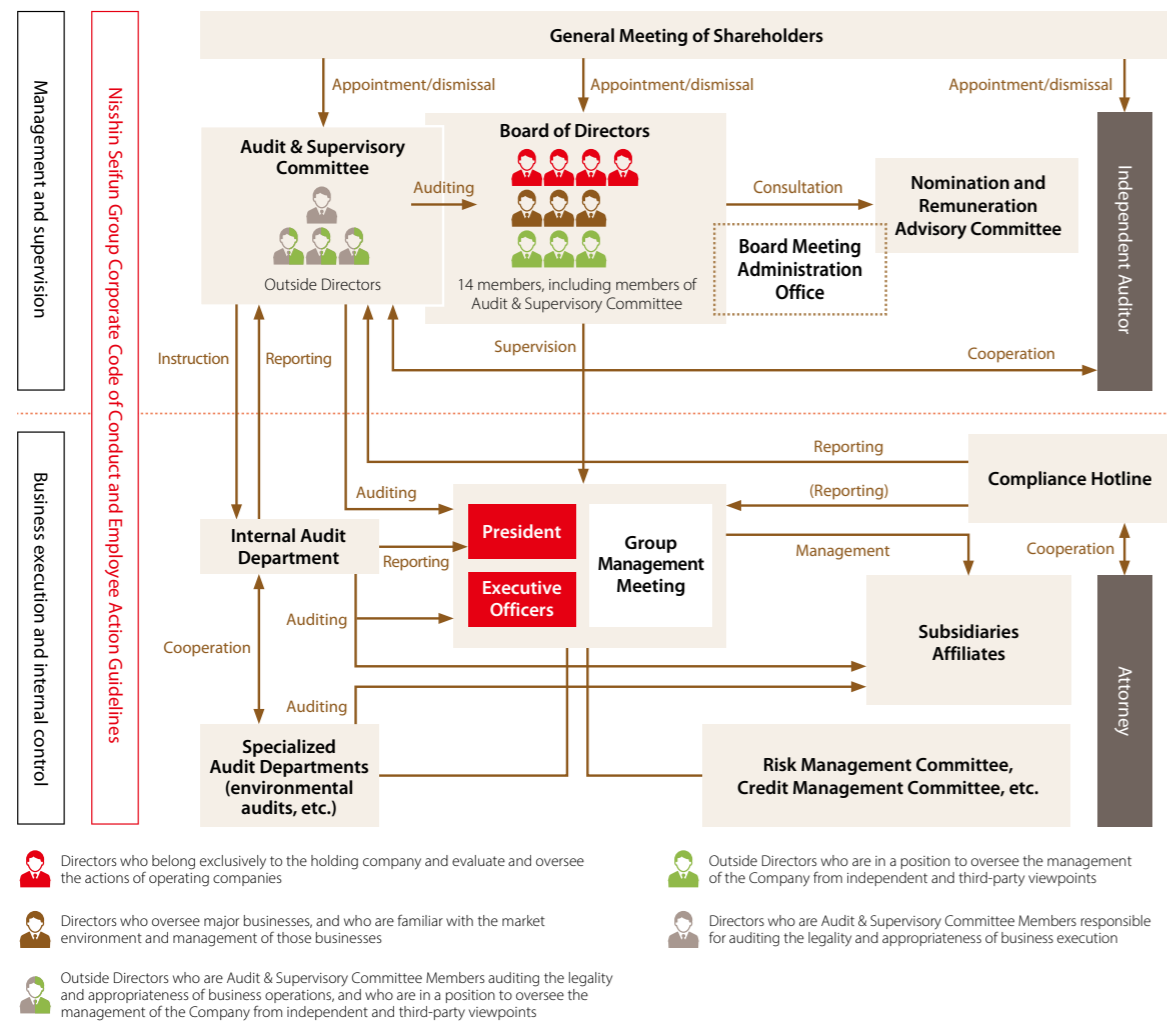 General Meeting of Shareholders
Appointment/dismissal
Appointment/dismissal
Appointment/dismissal
Management and supervision
Nisshin Seifun Group Corporate Code of Conduct and Employee Action Guidelines
Audit & Supervisory
Committee
Outside Directors
Auditing
Board of Directors
14 members, including members of
Audit & Supervisory Committee
Consultation
Nomination and
Remuneration
Advisory Committee
Board Meeting
Administration
Office
Independent Auditor
Instruction
Reporting
Supervision
Cooperation
Business execution and internal control
Reporting
Compliance Hotline
(Reporting)
Auditing
Internal Audit
Department
Reporting
President
Executive
Officers
Group
Management
Meeting
Management
Cooperation
Auditing
Subsidiaries
Affiliates
Cooperation
Auditing
Attorney
Specialized
Audit Departments
(environmental
audits, etc.)
Risk Management Committee,
Credit Management Committee, etc.
Directors who belong exclusively to the holding company and evaluate and oversee
the actions of operating companies
Directors who oversee major businesses, and who are familiar with the market
environment and management of those businesses
Outside Directors who are Audit & Supervisory Committee Members auditing the legality
and appropriateness of business operations, and who are in a position to oversee the
management of the Company from independent and third-party viewpoints
Outside Directors who are in a position to oversee the management
of the Company from independent and third-party viewpoints
Directors who are Audit & Supervisory Committee Members responsible
for auditing the legality and appropriateness of business execution